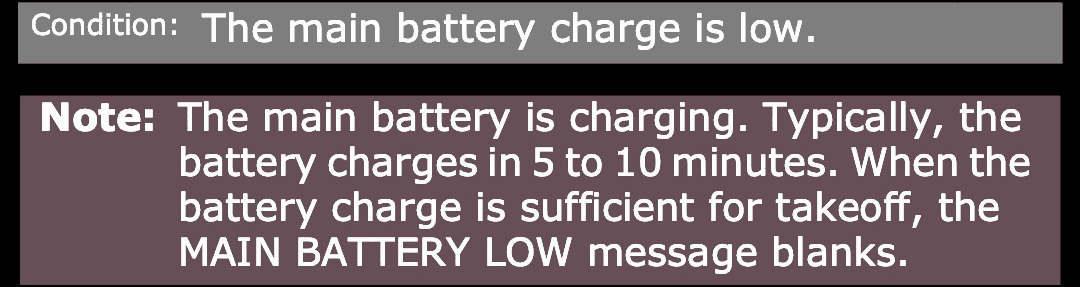 Condition: The main battery charge is low.
Note: The main battery is charging. Typically, the
battery charges in 5 to 10 minutes. When the
battery charge is sufficient for takeoff, the
MAIN BATTERY LOW message blanks.